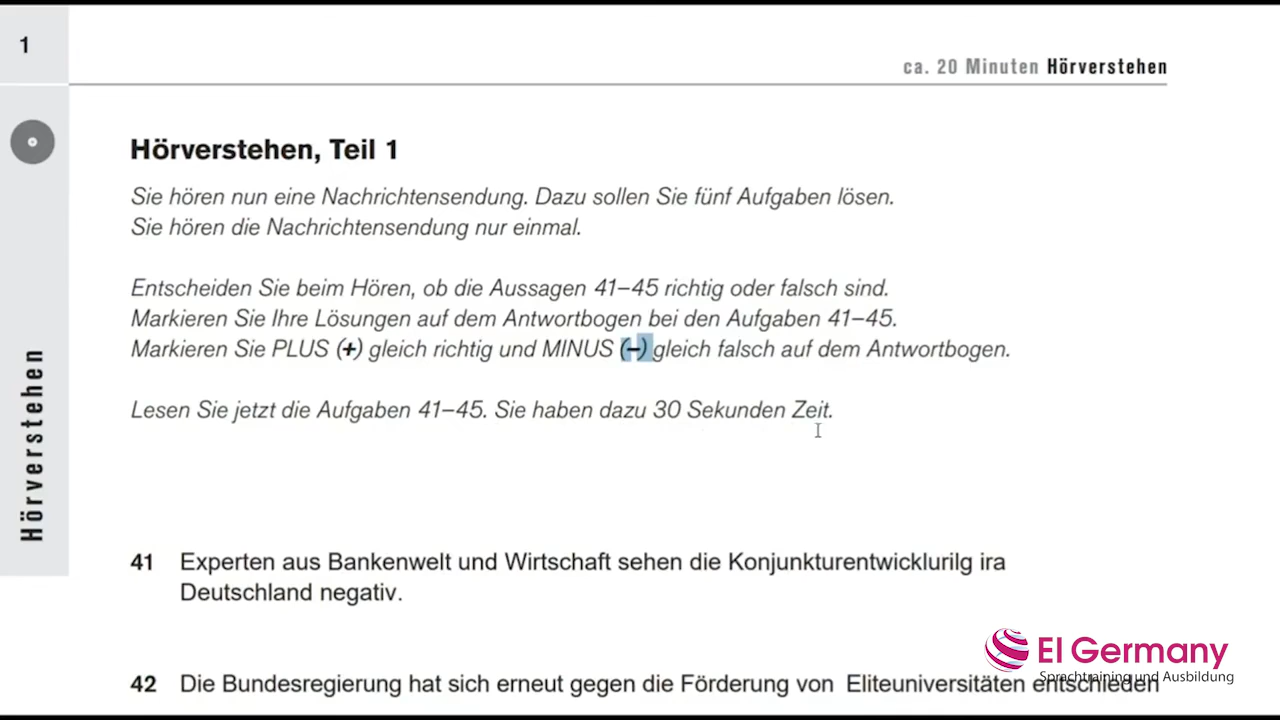 1
ca. 20 Minuten Hörverstehen
Hörverstehen, Teil 1
Sie hören nun eine Nachrichtensendung. Dazu sollen Sie fünf Aufgaben lösen.
Sie hören die Nachrichtensendung nur einmal.
Entscheiden Sie beim Hören, ob die Aussagen 41–45 richtig oder falsch sind.
Markieren Sie Ihre Lösungen auf dem Antwortbogen bei den Aufgaben 41–45.
Markieren Sie PLUS (+) gleich richtig und MINUS (–) gleich falsch auf dem Antwortbogen.
Lesen Sie jetzt die Aufgaben 41–45. Sie haben dazu 30 Sekunden Zeit.
Hörverstehen
41 Experten aus Bankenwelt und Wirtschaft sehen die Konjunkturentwicklurilg ira
Deutschland negativ.
42 Die Bundesregierung hat sich erneut gegen die Förderung von Eliteuniversitäten entschieden
EI Germany
Sprachtraining und Ausbildung